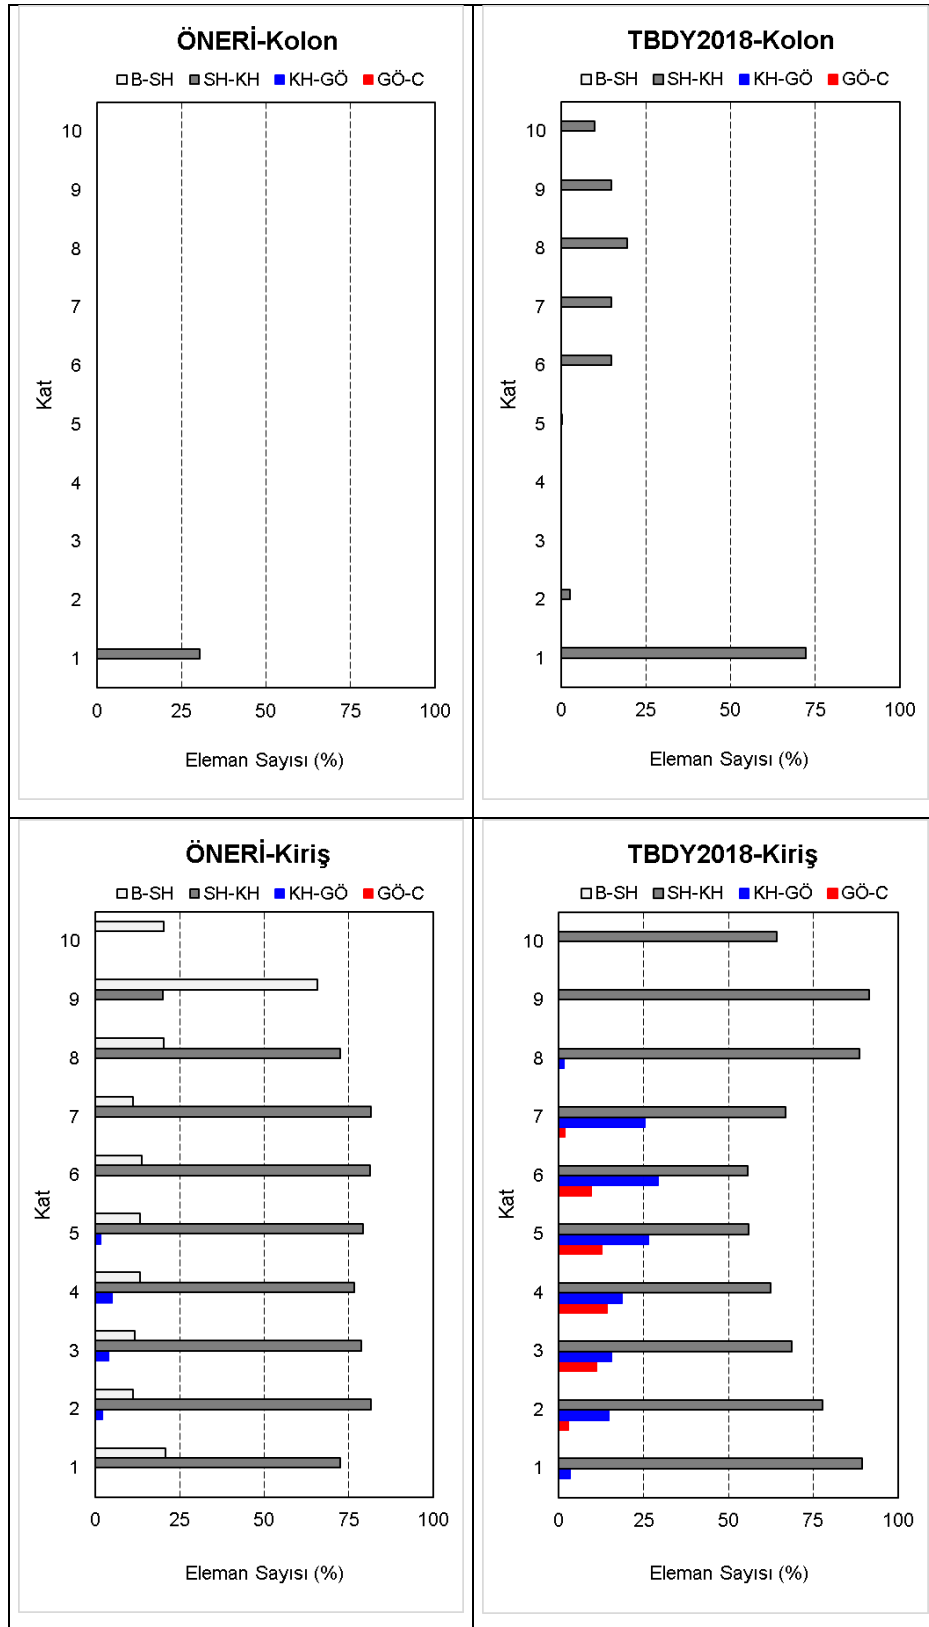 ÖNERİ-Kolon
B-SH SH-KH KH-GÖ GÖ-C
10
9
8
7
6
5
4
3
2
1
Kat
0 25 50 75 100
Eleman Sayısı (%)
TBDY2018-Kolon
B-SH SH-KH KH-GÖ GÖ-C
10
9
8
7
6
5
4
3
2
1
Kat
0 25 50 75 100
Eleman Sayısı (%)
ÖNERİ-Kiriş
B-SH SH-KH KH-GÖ GÖ-C
10
9
8
7
6
5
4
3
2
1
Kat
0 25 50 75 100
Eleman Sayısı (%)
TBDY2018-Kiriş
B-SH SH-KH KH-GÖ GÖ-C
10
9
8
7
6
5
4
3
2
1
Kat
0 25 50 75 100
Eleman Sayısı (%)